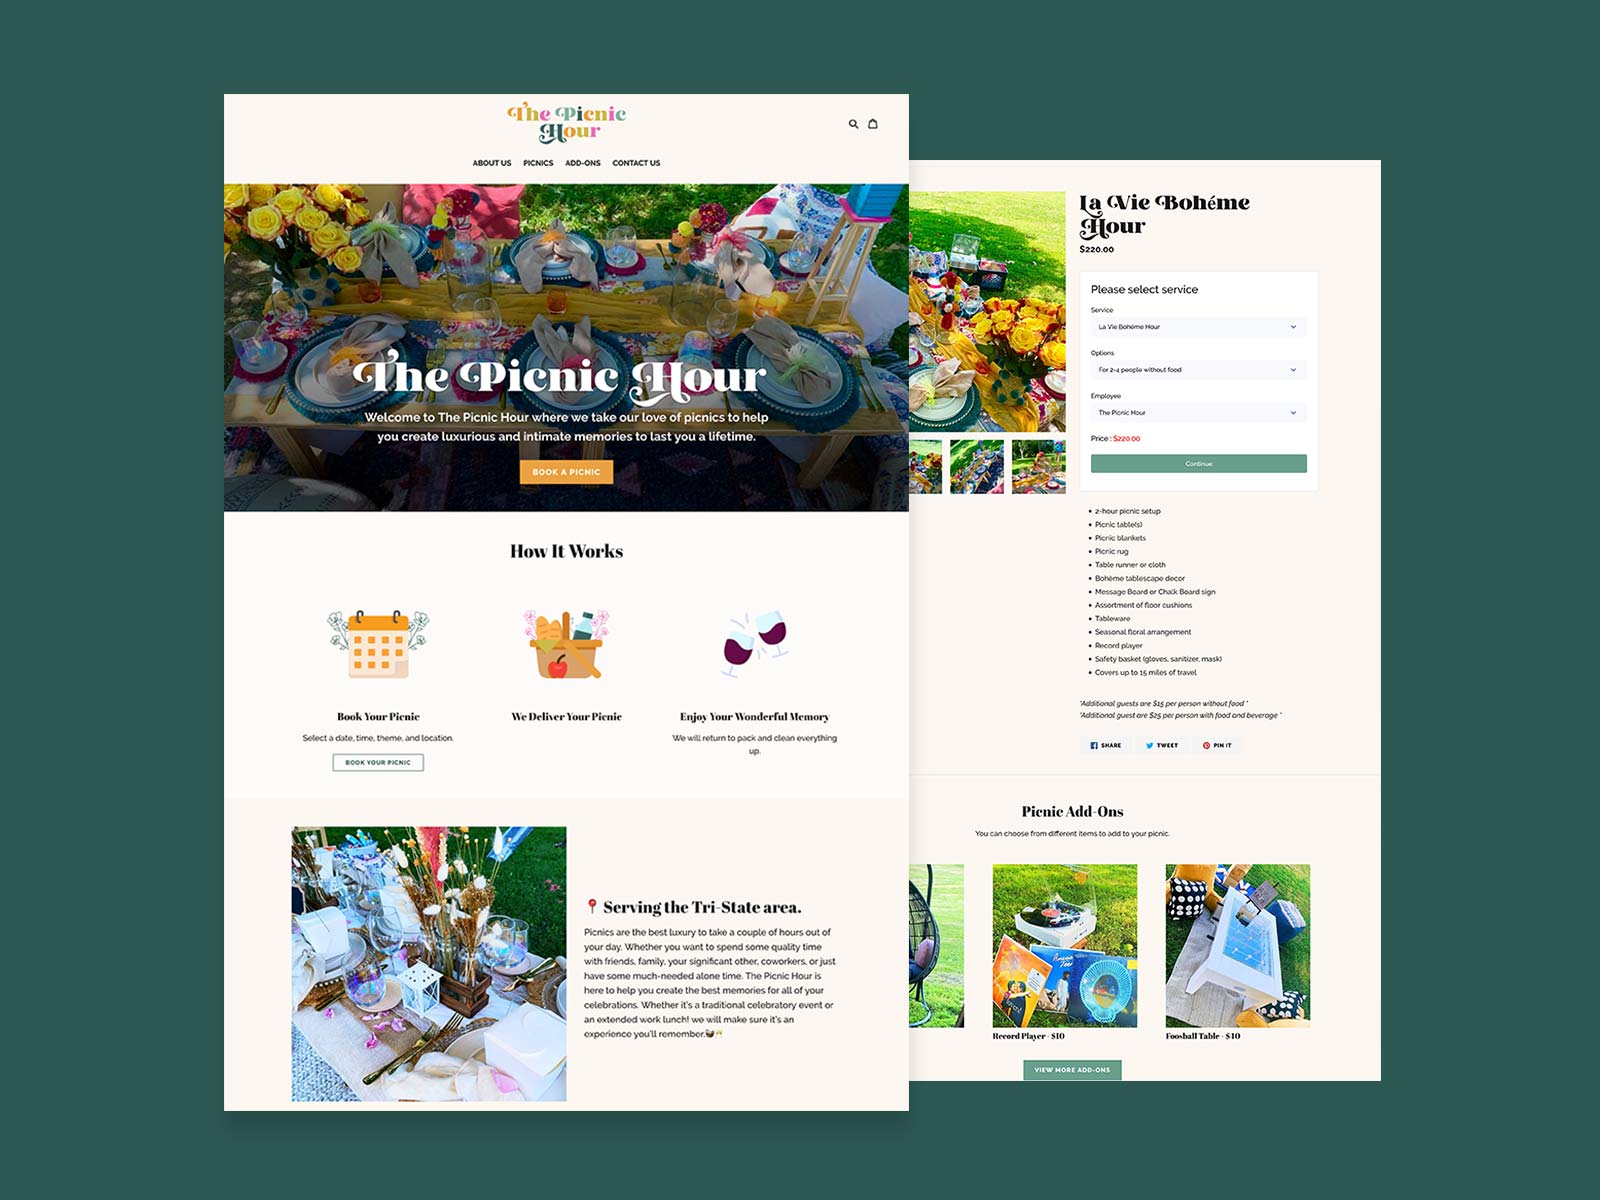 The Picnic
Hour
ABOUT US PICNICS ADD-ONS CONTACT US
The Picnic Hour
Welcome to The Picnic Hour where we take our love of picnics to help
you create luxurious and intimate memories to last you a lifetime.
BOOK A PICNIC
How It Works
Book Your Picnic
Select a date, time, theme, and location.
BOOK YOUR PICNIC
We Deliver Your Picnic
Enjoy Your Wonderful Memory
We will return to pack and clean everything
up.
📍 Serving the Tri-State area.
Picnics are the best luxury to take a couple of hours out of
your day. Whether you want to spend some quality time
with friends, family, your significant other, coworkers, or just
have some much-needed alone time. The Picnic Hour is
here to help you create the best memories for all of your
celebrations. Whether it's a traditional celebratory event or
an extended work lunch! we will make sure it's an
experience you'll remember.
La Vie Bohéme
Hour
$220.00
Please select service
Service
La Vie Bohème Hour
Options
For 2-4 people without food
Employee
The Picnic Hour
Price : $220.00
Continue
• 2-hour picnic setup
• Picnic table(s)
• Picnic blankets
• Picnic rug
• Table runner or cloth
• Bohème tablescape decor
• Message Board or Chalk Board sign
• Assortment of floor cushions
• Tableware
• Seasonal floral arrangement
• Record player
• Safety basket (gloves, sanitizer, mask)
• Covers up to 15 miles of travel
*Additional guests are $15 per person without food *
*Additional guest are $25 per person with food and beverage *
SHARE TWEET PIN IT
Picnic Add-Ons
You can choose from different items to add to your picnic.
Record Player - $10
Foosball Table - $10
VIEW MORE ADD-ONS